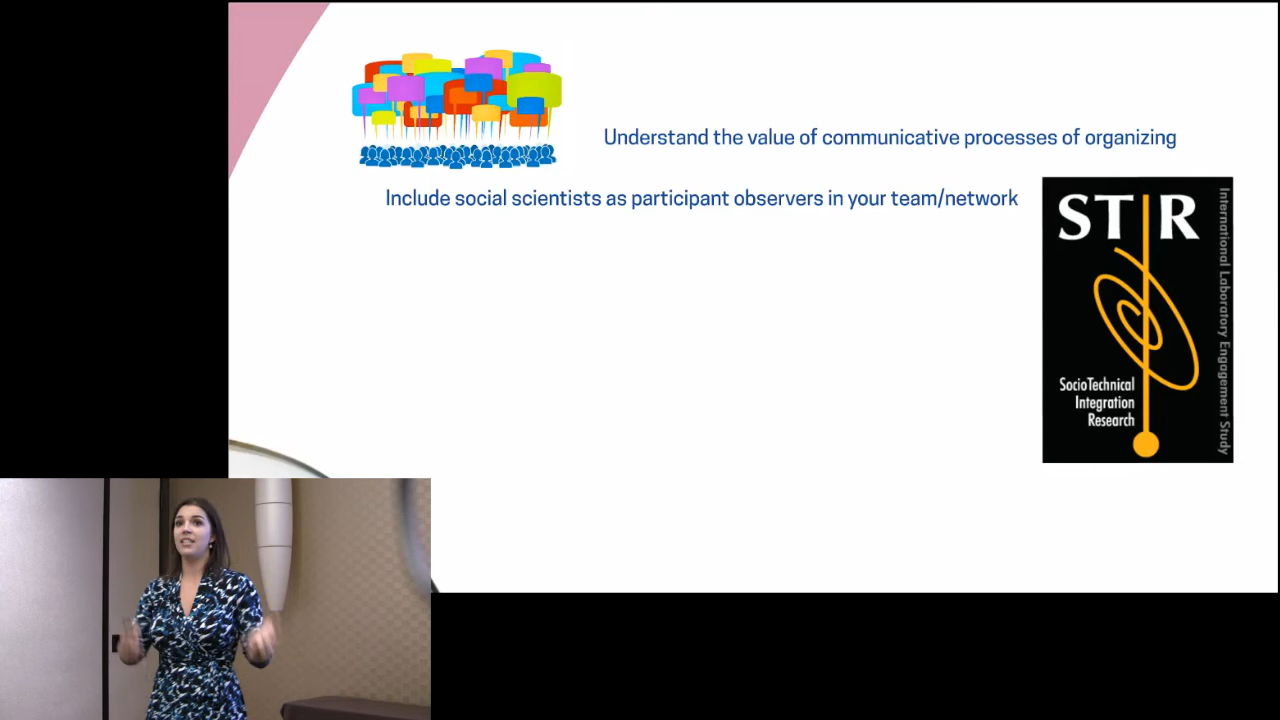 Understand the value of communicative processes of organizing
Include social scientists as participant observers in your team/network
STIR
SocioTechnical
Integration
Research
International Laboratory Engagement Study